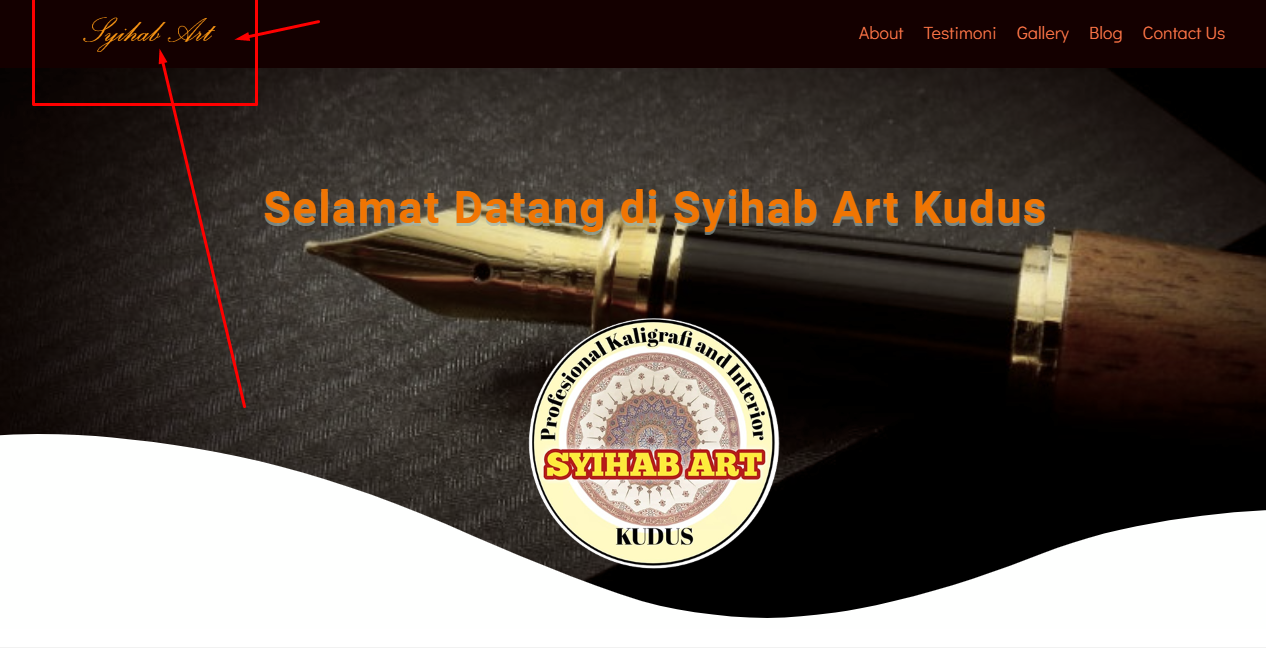 Syihab Art
About Testimoni Gallery Blog Contact Us
Selamat Datang di Syihab Art Kudus
Profesional Kaligrafi and Interior
SYIHAB ART
KUDUS